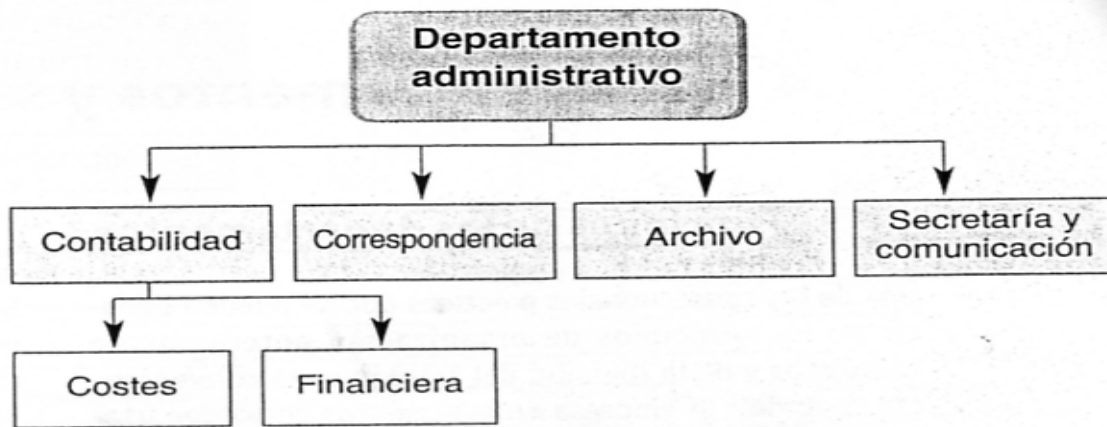 Departamento
administrativo
Contabilidad
Correspondencia
Archivo
Secretaría y
comunicación
Costes
Financiera